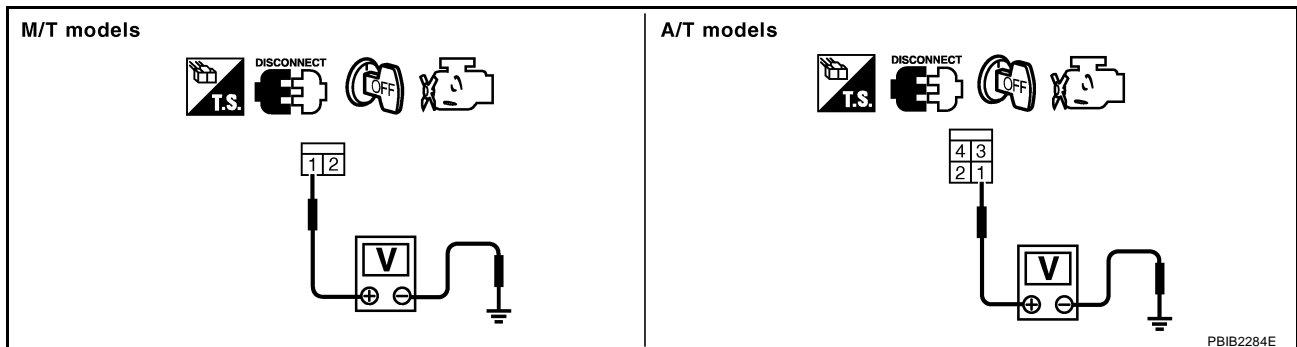 M/T models
DISCONNECT
T.S.
OFF
1 2
V
+ −
A/T models
DISCONNECT
T.S.
OFF
4 3
2 1
V
+ −
PBIB2284E